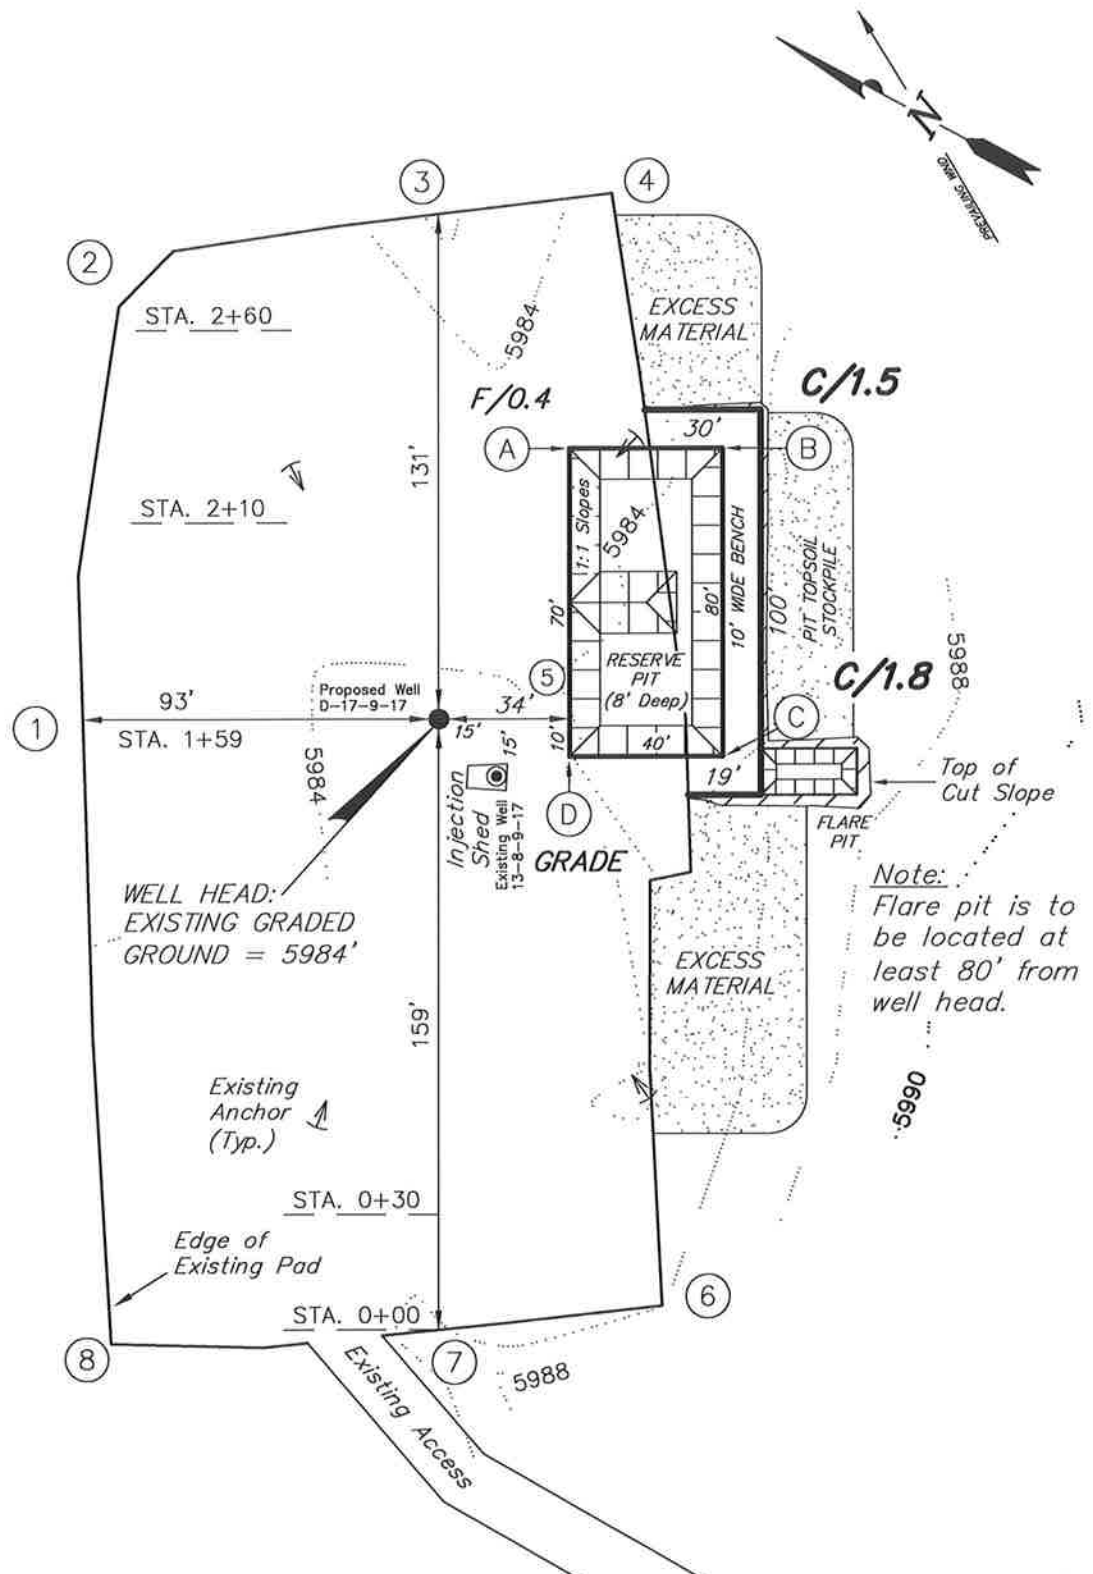 N
PREVAILING WIND
3
4
2
STA. 2+60
5984
EXCESS
MATERIAL
C/1.5
F/0.4
30'
A
B
131'
STA. 2+10
1:1 Slopes
5984
10' WIDE BENCH
PIT TOPSOIL
STOCKPILE
100'
70'
80'
5988
RESERVE
PIT
(8' Deep)
5
C/1.8
Proposed Well
D-17-9-17
93'
34'
C
1
STA. 1+59
15'
15'
10'
40'
5984
19'
Top of
Cut Slope
Injection
Shed
Existing Well
13-8-9-17
D
GRADE
FLARE
PIT
WELL HEAD:
EXISTING GRADED
GROUND = 5984'
Note:
Flare pit is to
be located at
least 80' from
well head.
EXCESS
MATERIAL
159'
Existing
Anchor
(Typ.)
5990
STA. 0+30
Edge of
Existing Pad
6
STA. 0+00
8
7
5988
Existing Access